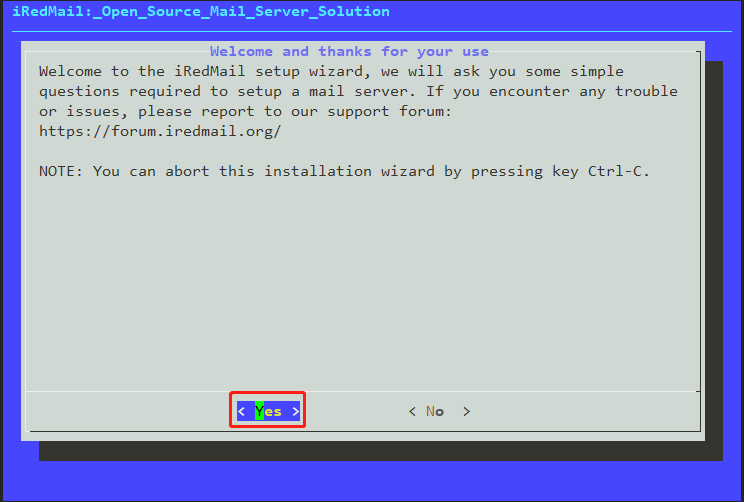 iRedMail:_Open_Source_Mail_Server_Solution
Welcome and thanks for your use
Welcome to the iRedMail setup wizard, we will ask you some simple
questions required to setup a mail server. If you encounter any trouble
or issues, please report to our support forum:
https://forum.iredmail.org/
NOTE: You can abort this installation wizard by pressing key Ctrl-C.
< Yes > < No >